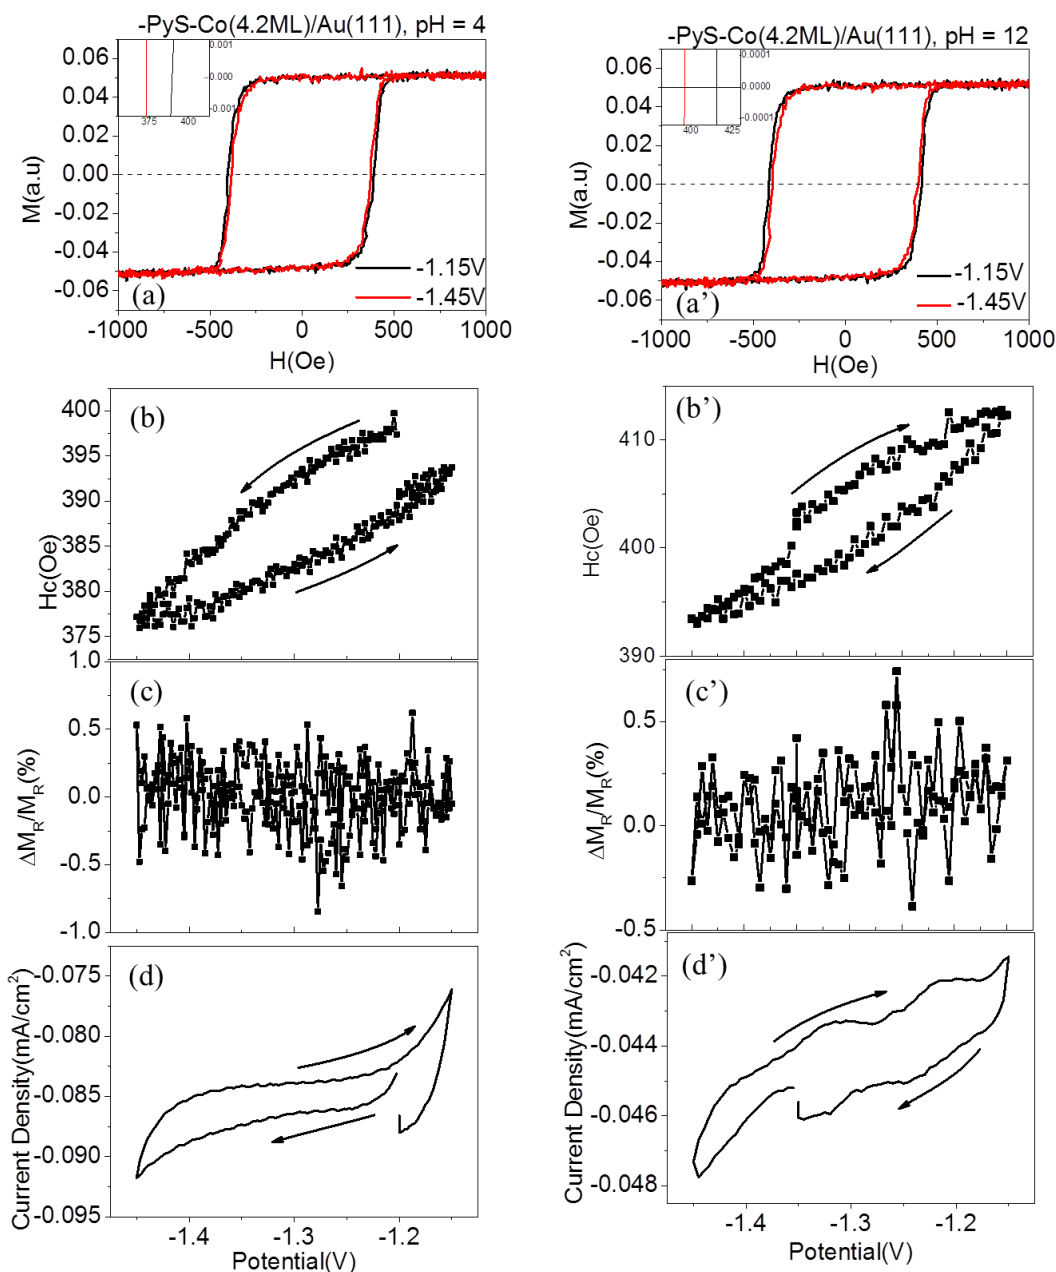 -PyS-Co(4.2ML)/Au(111), pH = 4
0.06
0.04
0.02
0.00
-0.02
-0.04
-0.06
M(a.u)
0.001
0.000
-0.001
375
400
-1.15V
-1.45V
(a)
-1000
-500
0
500
1000
H(Oe)
-PyS-Co(4.2ML)/Au(111), pH = 12
0.06
0.04
0.02
0.00
-0.02
-0.04
-0.06
M(a.u)
0.0001
0.0000
-0.0001
400
425
-1.15V
-1.45V
(a’)
-1000
-500
0
500
1000
H(Oe)
(b)
400
395
390
385
380
375
Hc(Oe)
(b’)
410
400
390
Hc(Oe)
(c)
1.0
0.5
0.0
-0.5
-1.0
ΔM_R/M_R(%)
(c’)
0.5
0.0
-0.5
ΔM_R/M_R(%)
(d)
-0.075
-0.080
-0.085
-0.090
-0.095
Current Density(mA/cm²)
-1.4
-1.3
-1.2
Potential(V)
(d’)
-0.042
-0.044
-0.046
-0.048
Current Density(mA/cm²)
-1.4
-1.3
-1.2
Potential(V)